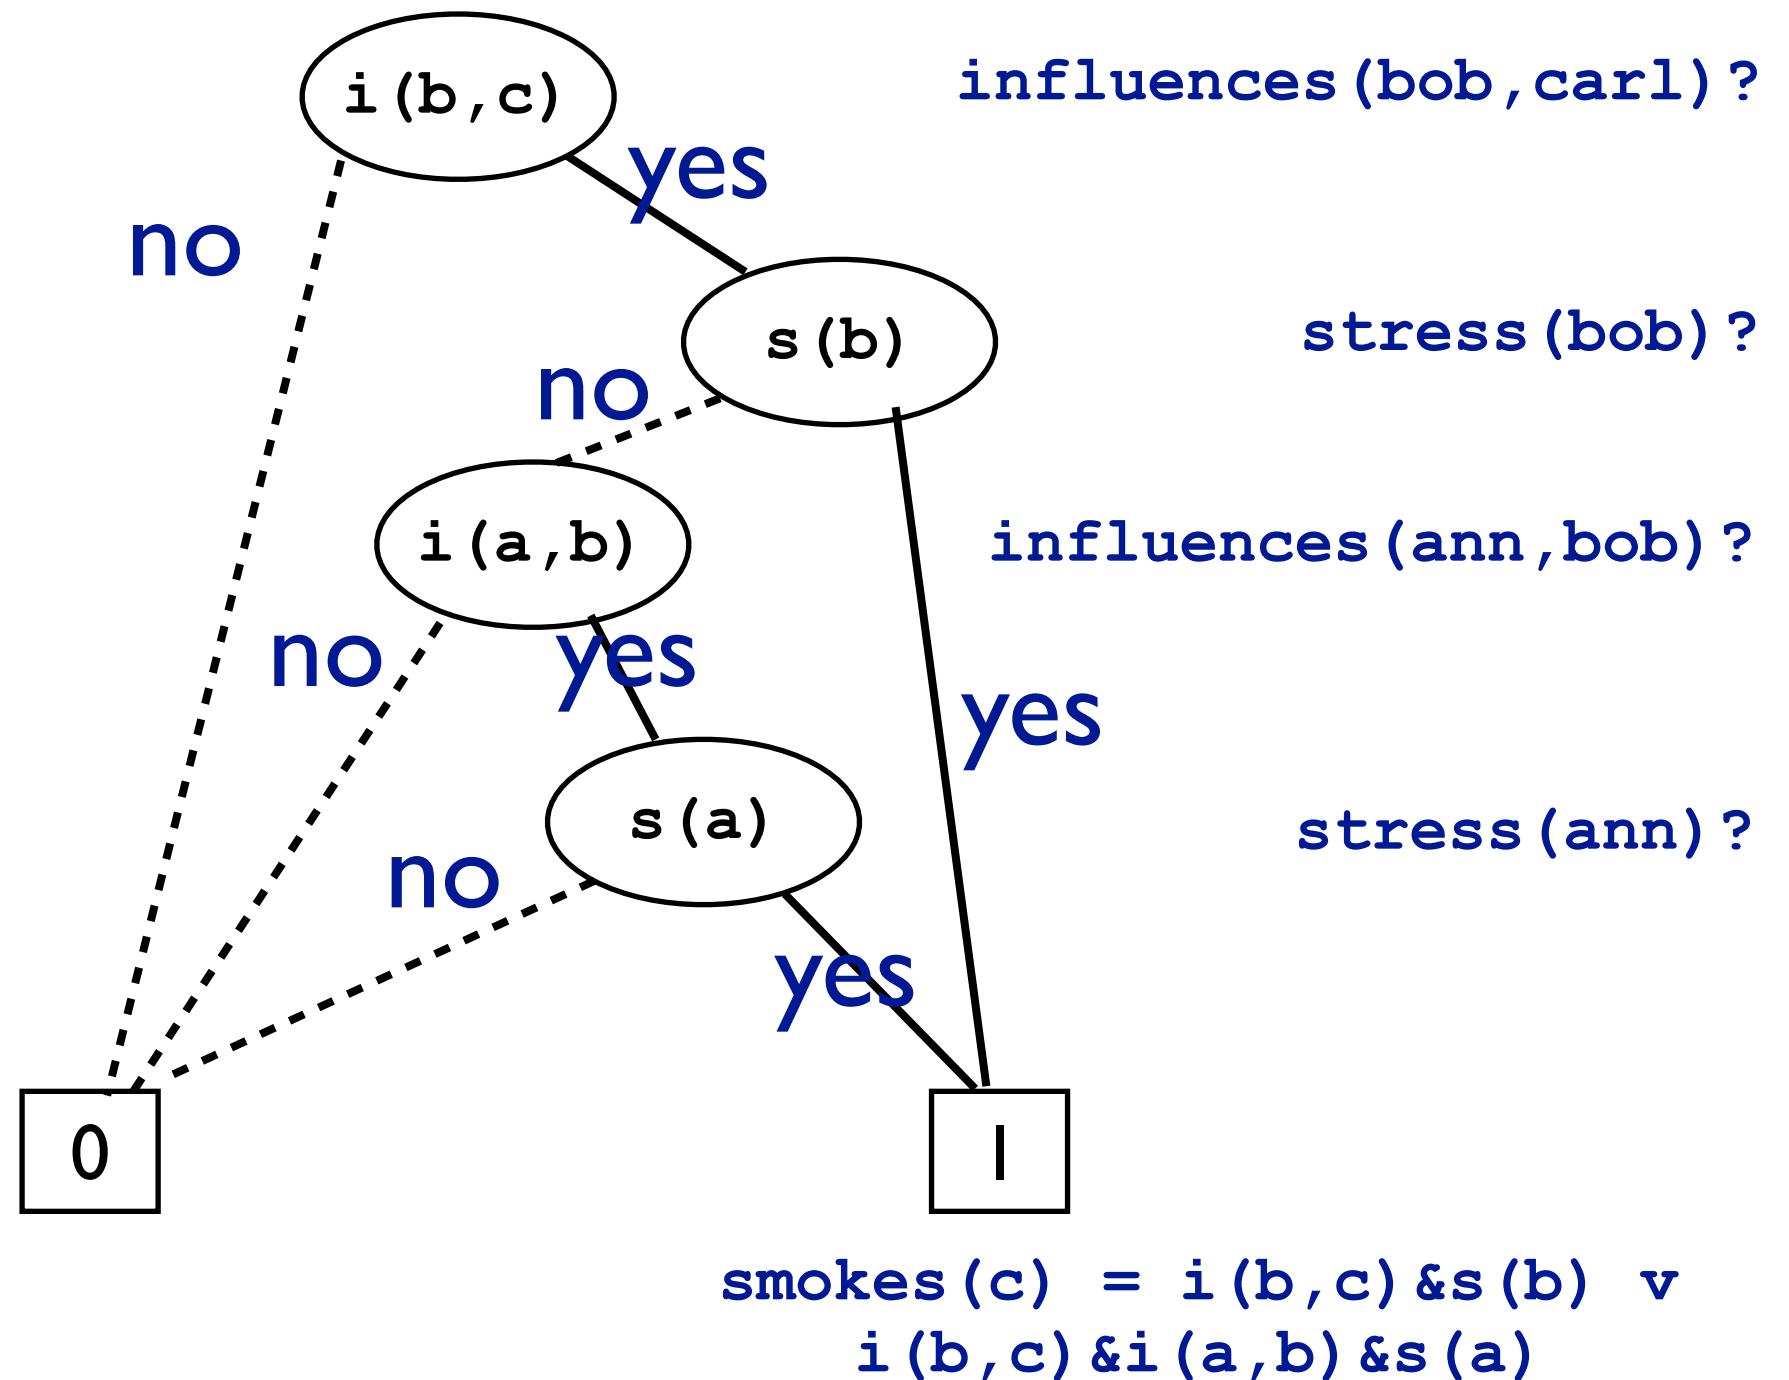 i(b,c)
influences(bob,carl)?
yes
no
s(b)
stress(bob)?
no
i(a,b)
influences(ann,bob)?
no
yes
yes
s(a)
stress(ann)?
no
yes
0
1
smokes(c) = i(b,c)&s(b) v
i(b,c)&i(a,b)&s(a)